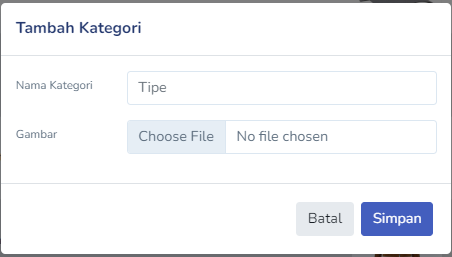 Tambah Kategori
Nama Kategori
Tipe
Gambar
Choose File No file chosen
Batal
Simpan